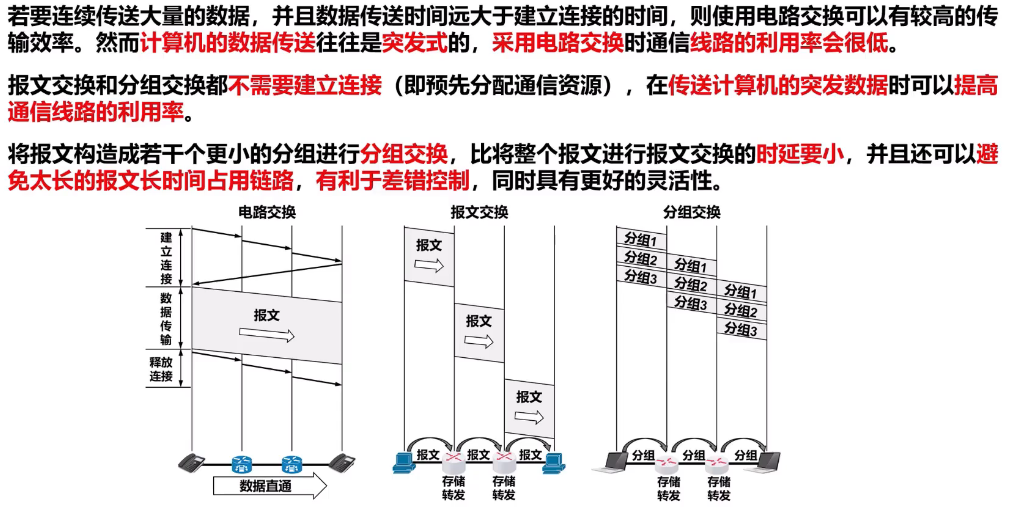 若要连续传送大量的数据，并且数据传送时间远大于建立连接的时间，则使用电路交换可以有较高的传
输效率。然而计算机的数据传送往往是突发式的，采用电路交换时通信线路的利用率会很低。
报文交换和分组交换都不需要建立连接（即预先分配通信资源），在传送计算机的突发数据时可以提高
通信线路的利用率。
将报文构造成若干个更小的分组进行分组交换，比将整个报文进行报文交换的时延要小，并且还可以避
免太长的报文长时间占用链路，有利于差错控制，同时具有更好的灵活性。
电路交换
建立连接
数据传输
释放
连接
报文
数据直通
报文交换
报文
报文
报文
报文
报文
报文
存储
转发
存储
转发
分组交换
分组1
分组2
分组3
分组1
分组2
分组3
分组1
分组2
分组3
分组
分组
分组
存储
转发
存储
转发